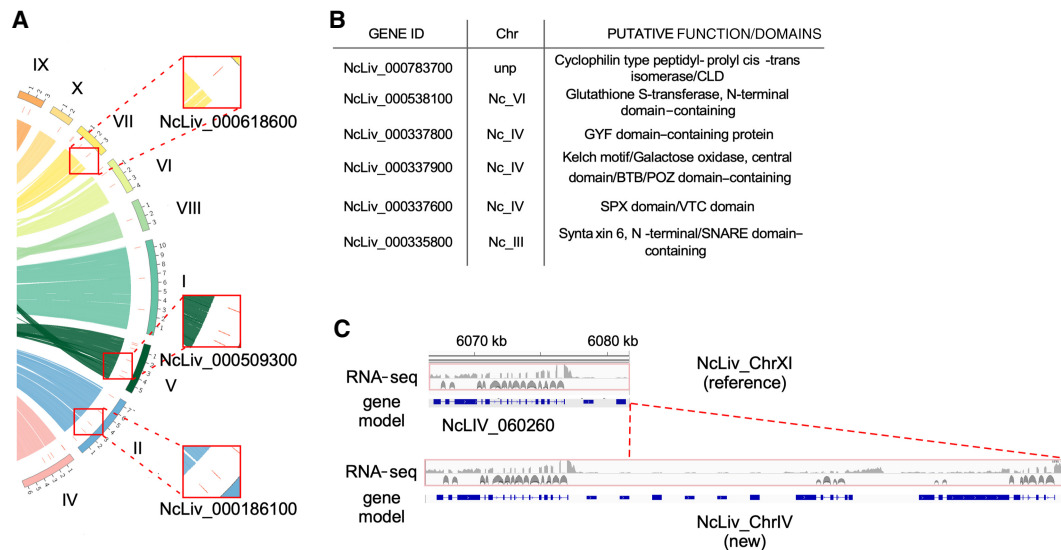 A
IX
X
VII
NcLiv_000618600
VI
VIII
I
NcLiv_000509300
V
II
NcLiv_000186100
IV
B
GENE ID Chr PUTATIVE FUNCTION/DOMAINS
NcLiv_000783700 unp Cyclophilin type peptidyl- prolyl cis -trans
isomerase/CLD
NcLiv_000538100 Nc_VI Glutathione S-transferase, N-terminal
domain–containing
NcLiv_000337800 Nc_IV GYF domain–containing protein
NcLiv_000337900 Nc_IV Kelch motif/Galactose oxidase, central
domain/BTB/POZ domain–containing
NcLiv_000337600 Nc_IV SPX domain/VTC domain
NcLiv_000335800 Nc_III Synta xin 6, N -terminal/SNARE domain–
containing
C
6070 kb 6080 kb
RNA-seq
NcLiv_ChrXI
(reference)
gene
model
NcLIV_060260
RNA-seq
gene
model
NcLiv_ChrIV
(new)